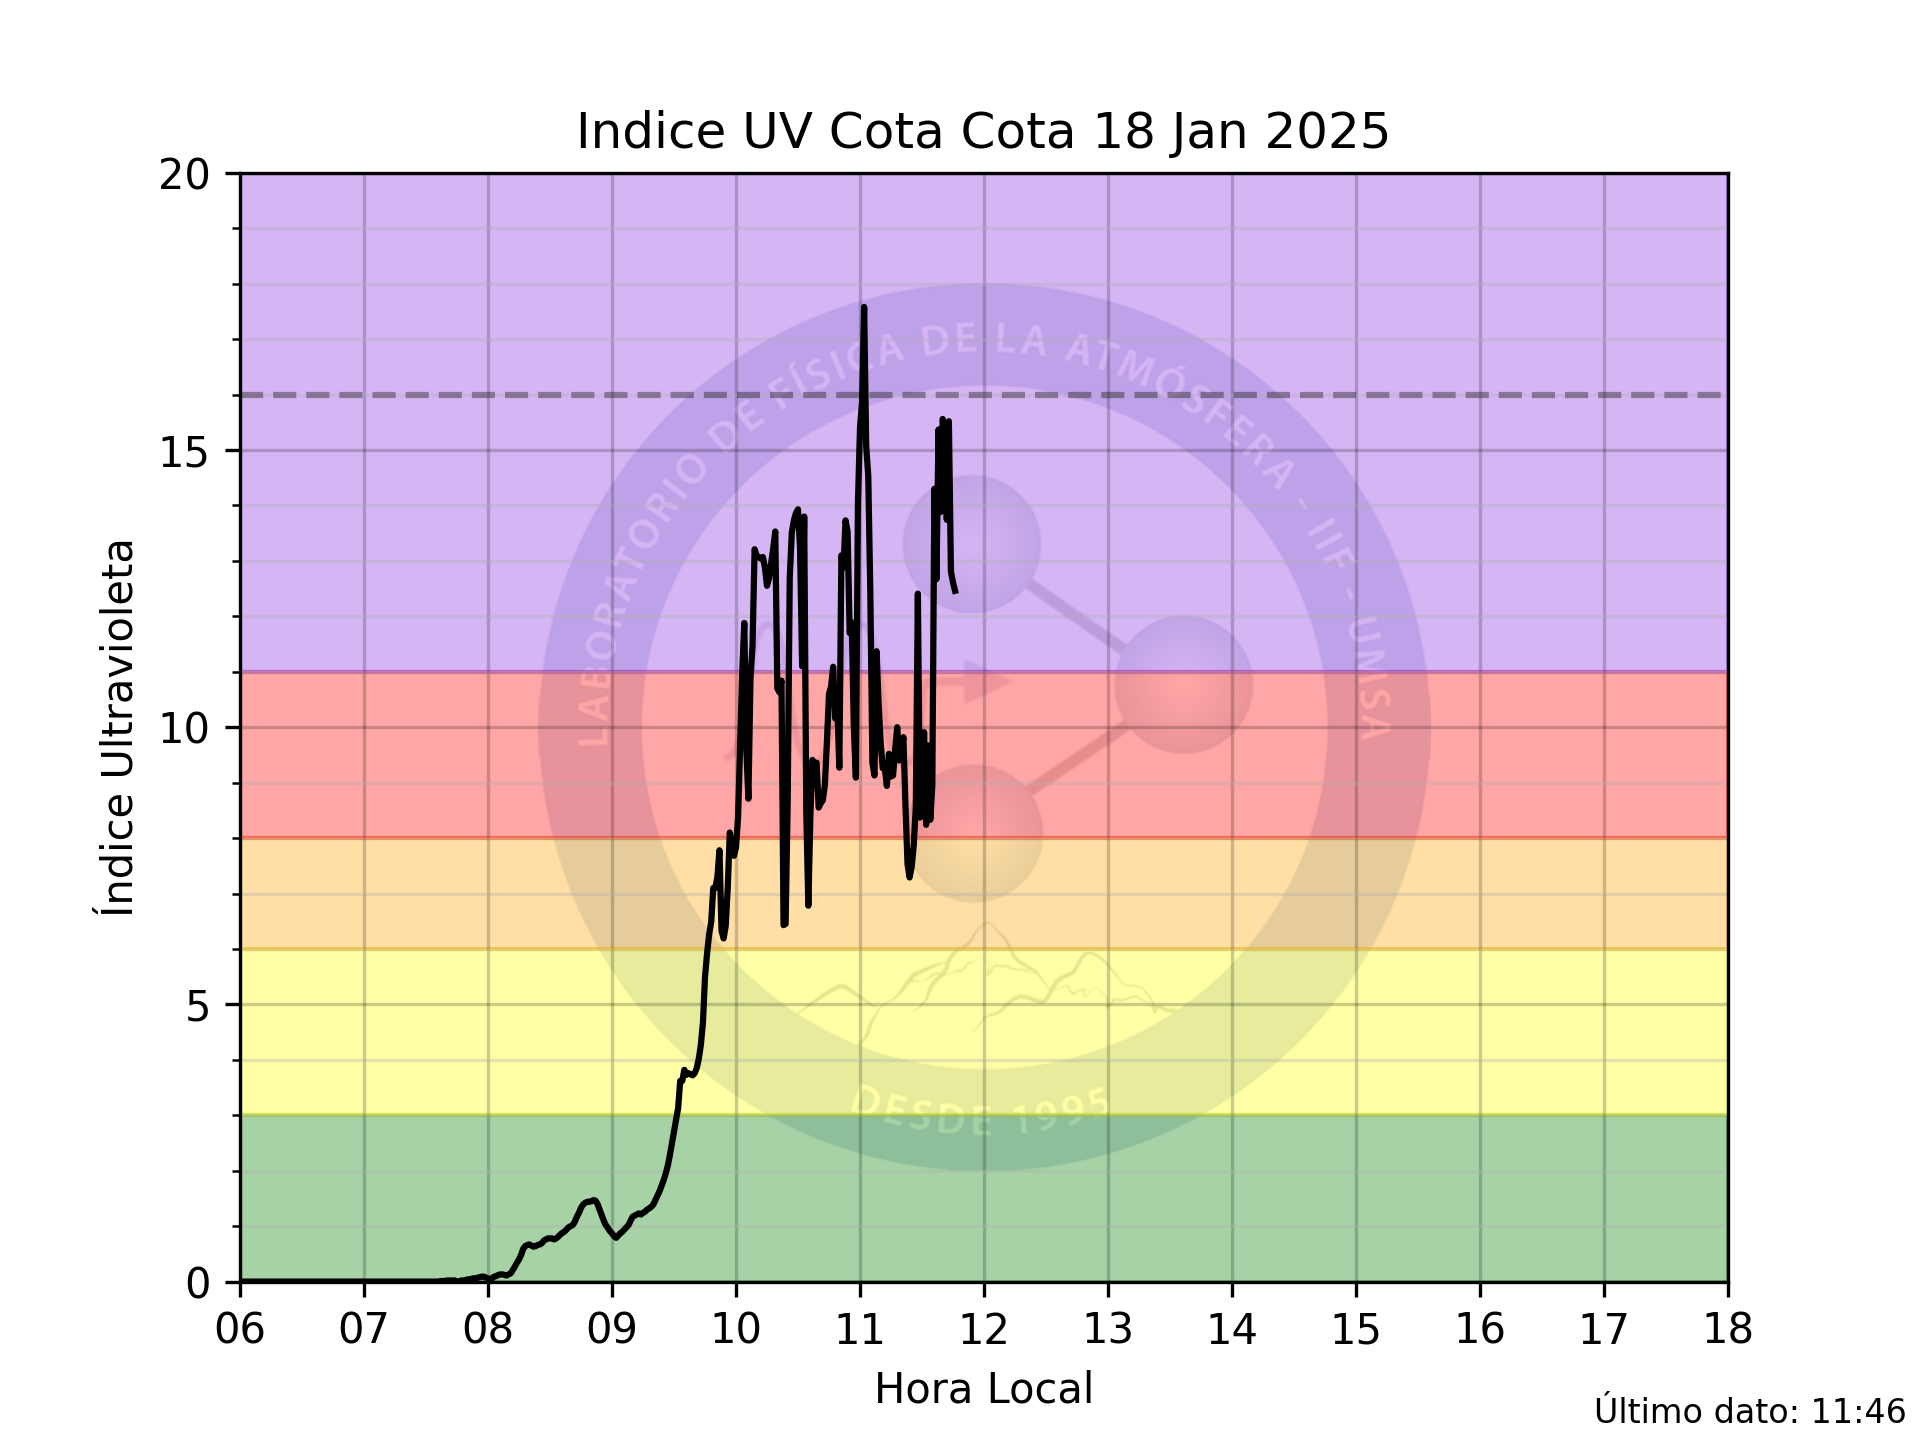 Indice UV Cota Cota 18 Jan 2025
20
15
10
5
0
Índice Ultravioleta
LABORATORIO DE FÍSICA DE LA ATMÓSFERA - IIF - UMSA
DESDE 1995
06 07 08 09 10 11 12 13 14 15 16 17 18
Hora Local
Último dato: 11:46